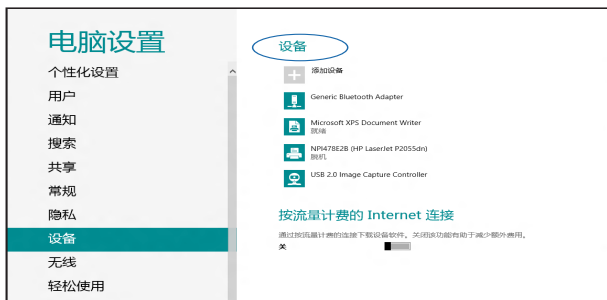 电脑设置
个性化设置
用户
通知
搜索
共享
常规
隐私
设备
无线
轻松使用
设备
添加设备
Generic Bluetooth Adapter
Microsoft XPS Document Writer
就绪
NPI478E2B (HP LaserJet P2055dn)
脱机
USB 2.0 Image Capture Controller
按流量计费的 Internet 连接
通过按流量计费的连接下载设备软件。关闭该功能有助于减少额外费用。
关